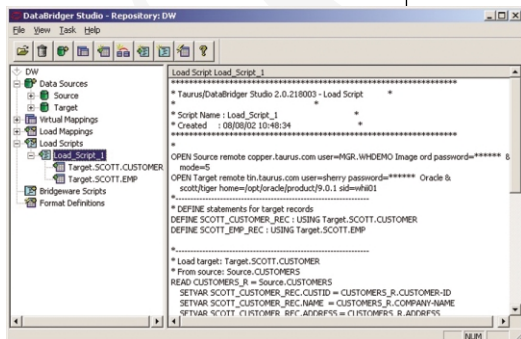 DataBridger Studio - Repository: DW
File View Task Help
DW
Data Sources
Source
Target
Virtual Mappings
Load Mappings
Load Scripts
Load_Script_1
Target.SCOTT.CUSTOMER
Target.SCOTT.EMP
Bridgeware Scripts
Format Definitions
Load Script Load_Script_1
* Taurus/DataBridger Studio 2.0.218003 - Load Script *
* *
* Script Name : Load_Script_1 *
* Created : 08/08/02 10:48:34 *
*
OPEN Source remote copper.taurus.com user=MGR.WHDEMO Image ord password=****** &
mode=5
OPEN Target remote tin.taurus.com user=sherry password=****** Oracle &
scott/tiger home=/opt/oracle/product/9.0.1 sid=whii01
*----------------------------------------------------------------
* DEFINE statements for target records
DEFINE SCOTT_CUSTOMER_REC : USING Target.SCOTT.CUSTOMER
DEFINE SCOTT_EMP_REC : USING Target.SCOTT.EMP
*----------------------------------------------------------------
* Load target: Target.SCOTT.CUSTOMER
* From source: Source.CUSTOMERS
READ CUSTOMERS_R = Source.CUSTOMERS
SETVAR SCOTT_CUSTOMER_REC.CUSTID = CUSTOMERS_R.CUSTOMER-ID
SETVAR SCOTT_CUSTOMER_REC.NAME = CUSTOMERS_R.COMPANY-NAME
SETVAR SCOTT_CUSTOMER_REC.ADDRESS = CUSTOMERS_R.ADDRESS
NUM